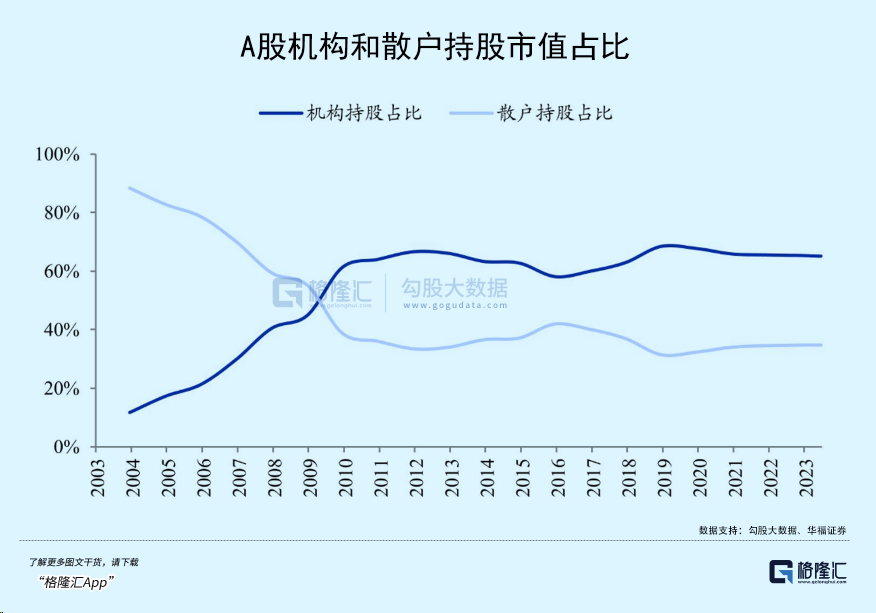 A股机构和散户持股市值占比
机构持股占比 散户持股占比
100%
80%
60%
40%
20%
0%
格隆汇 勾股大数据
www.gelonghui.com www.gogudata.com
2003 2004 2005 2006 2007 2008 2009 2010 2011 2012 2013 2014 2015 2016 2017 2018 2019 2020 2021 2022 2023
数据支持：勾股大数据、华福证券
了解更多图文干货，请下载
“格隆汇App”
格隆汇
www.gelonghui.com